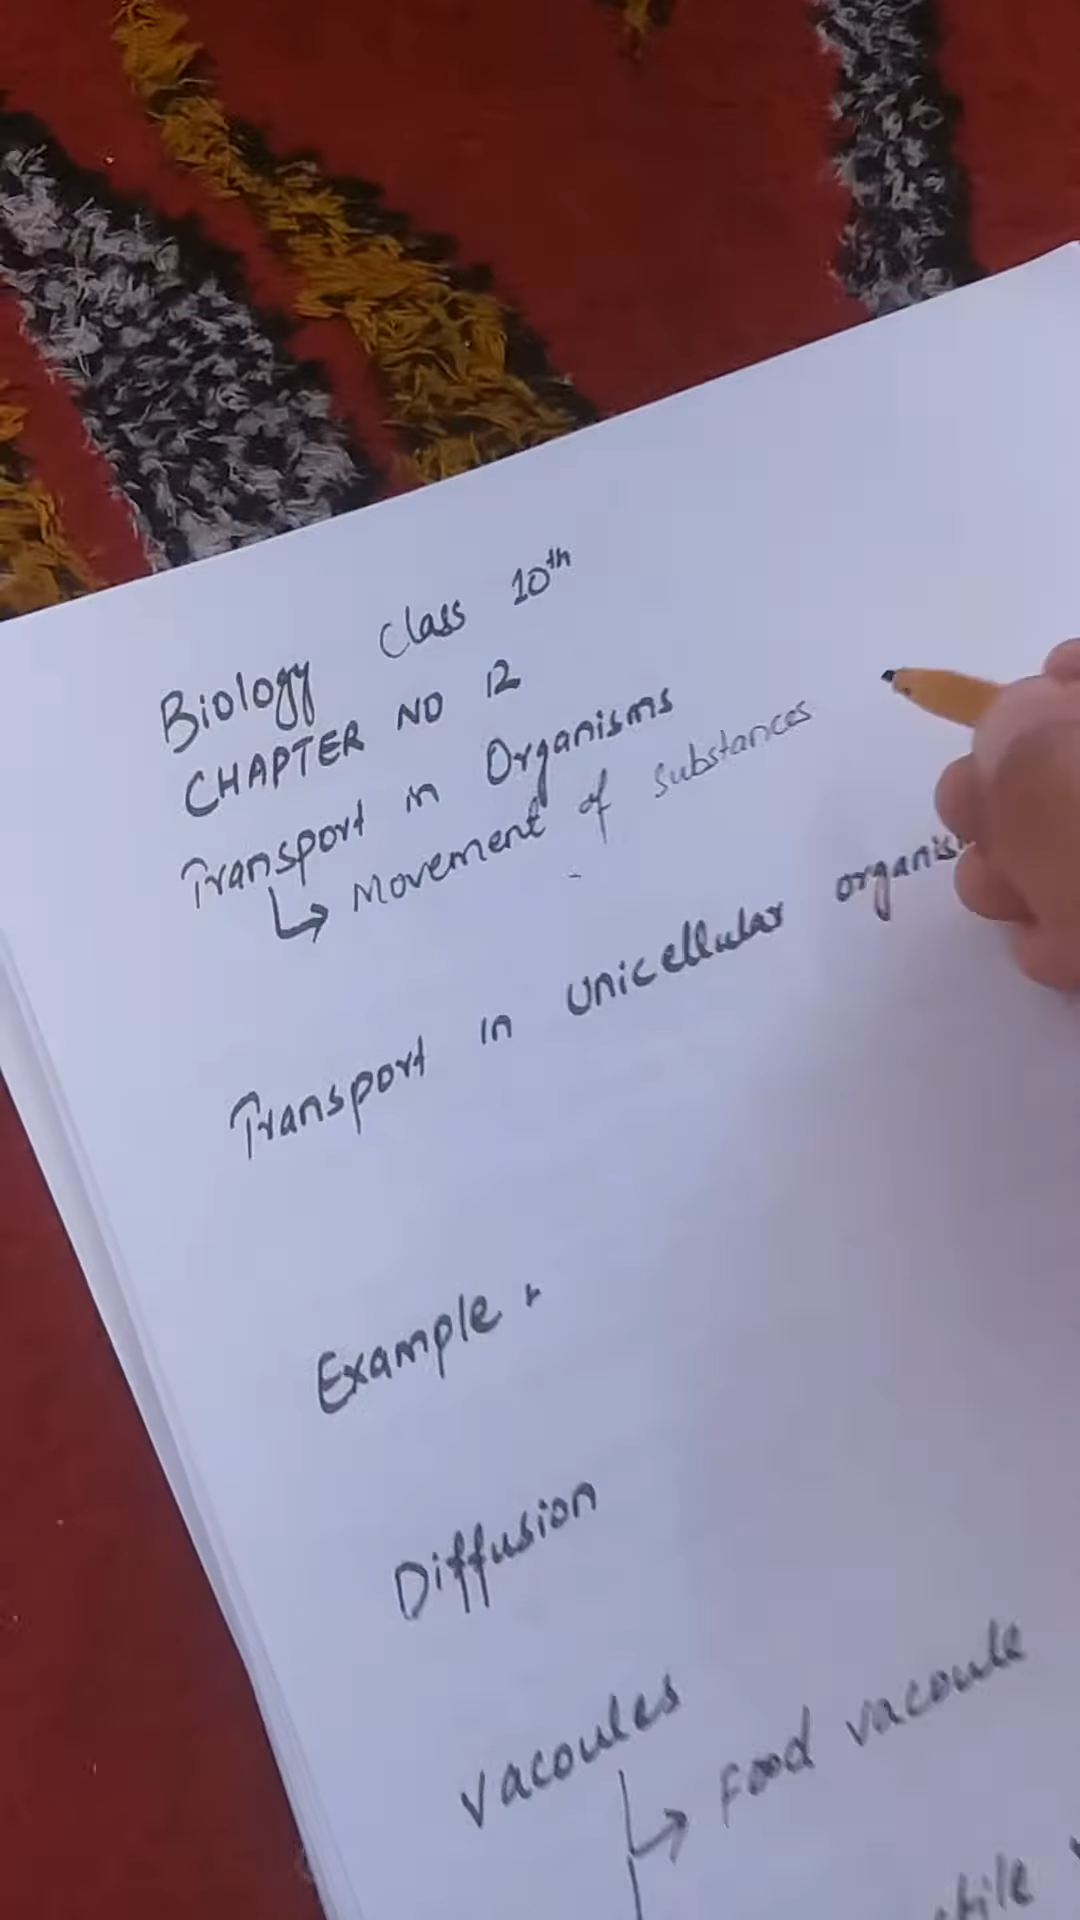 Biology Class 10th
CHAPTER NO 12
Transport in Organisms
Movement of substances
Transport in Unicellular
Example
Diffusion
Vacoules
Food vacoule